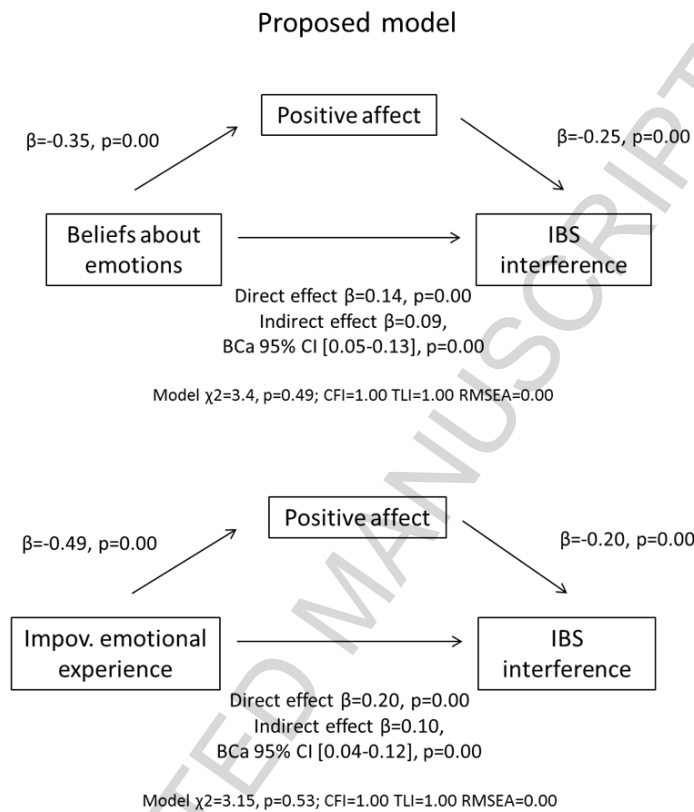 Proposed model
Positive affect
β=-0.35, p=0.00
β=-0.25, p=0.00
Beliefs about
emotions
IBS
interference
Direct effect β=0.14, p=0.00
Indirect effect β=0.09,
BCa 95% CI [0.05-0.13], p=0.00
Model χ2=3.4, p=0.49; CFI=1.00 TLI=1.00 RMSEA=0.00
Positive affect
β=-0.49, p=0.00
β=-0.20, p=0.00
Impov. emotional
experience
IBS
interference
Direct effect β=0.20, p=0.00
Indirect effect β=0.10,
BCa 95% CI [0.04-0.12], p=0.00
Model χ2=3.15, p=0.53; CFI=1.00 TLI=1.00 RMSEA=0.00
TED MANUSCRIPT